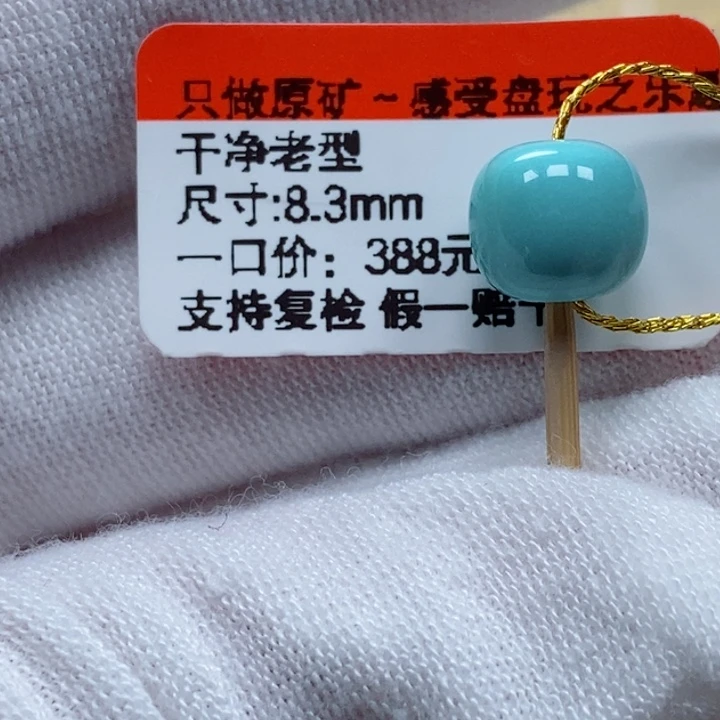 只做原矿~感受盘玩之乐
干净老型
尺寸:8.3mm
一口价：388元
支持复检 假一赔